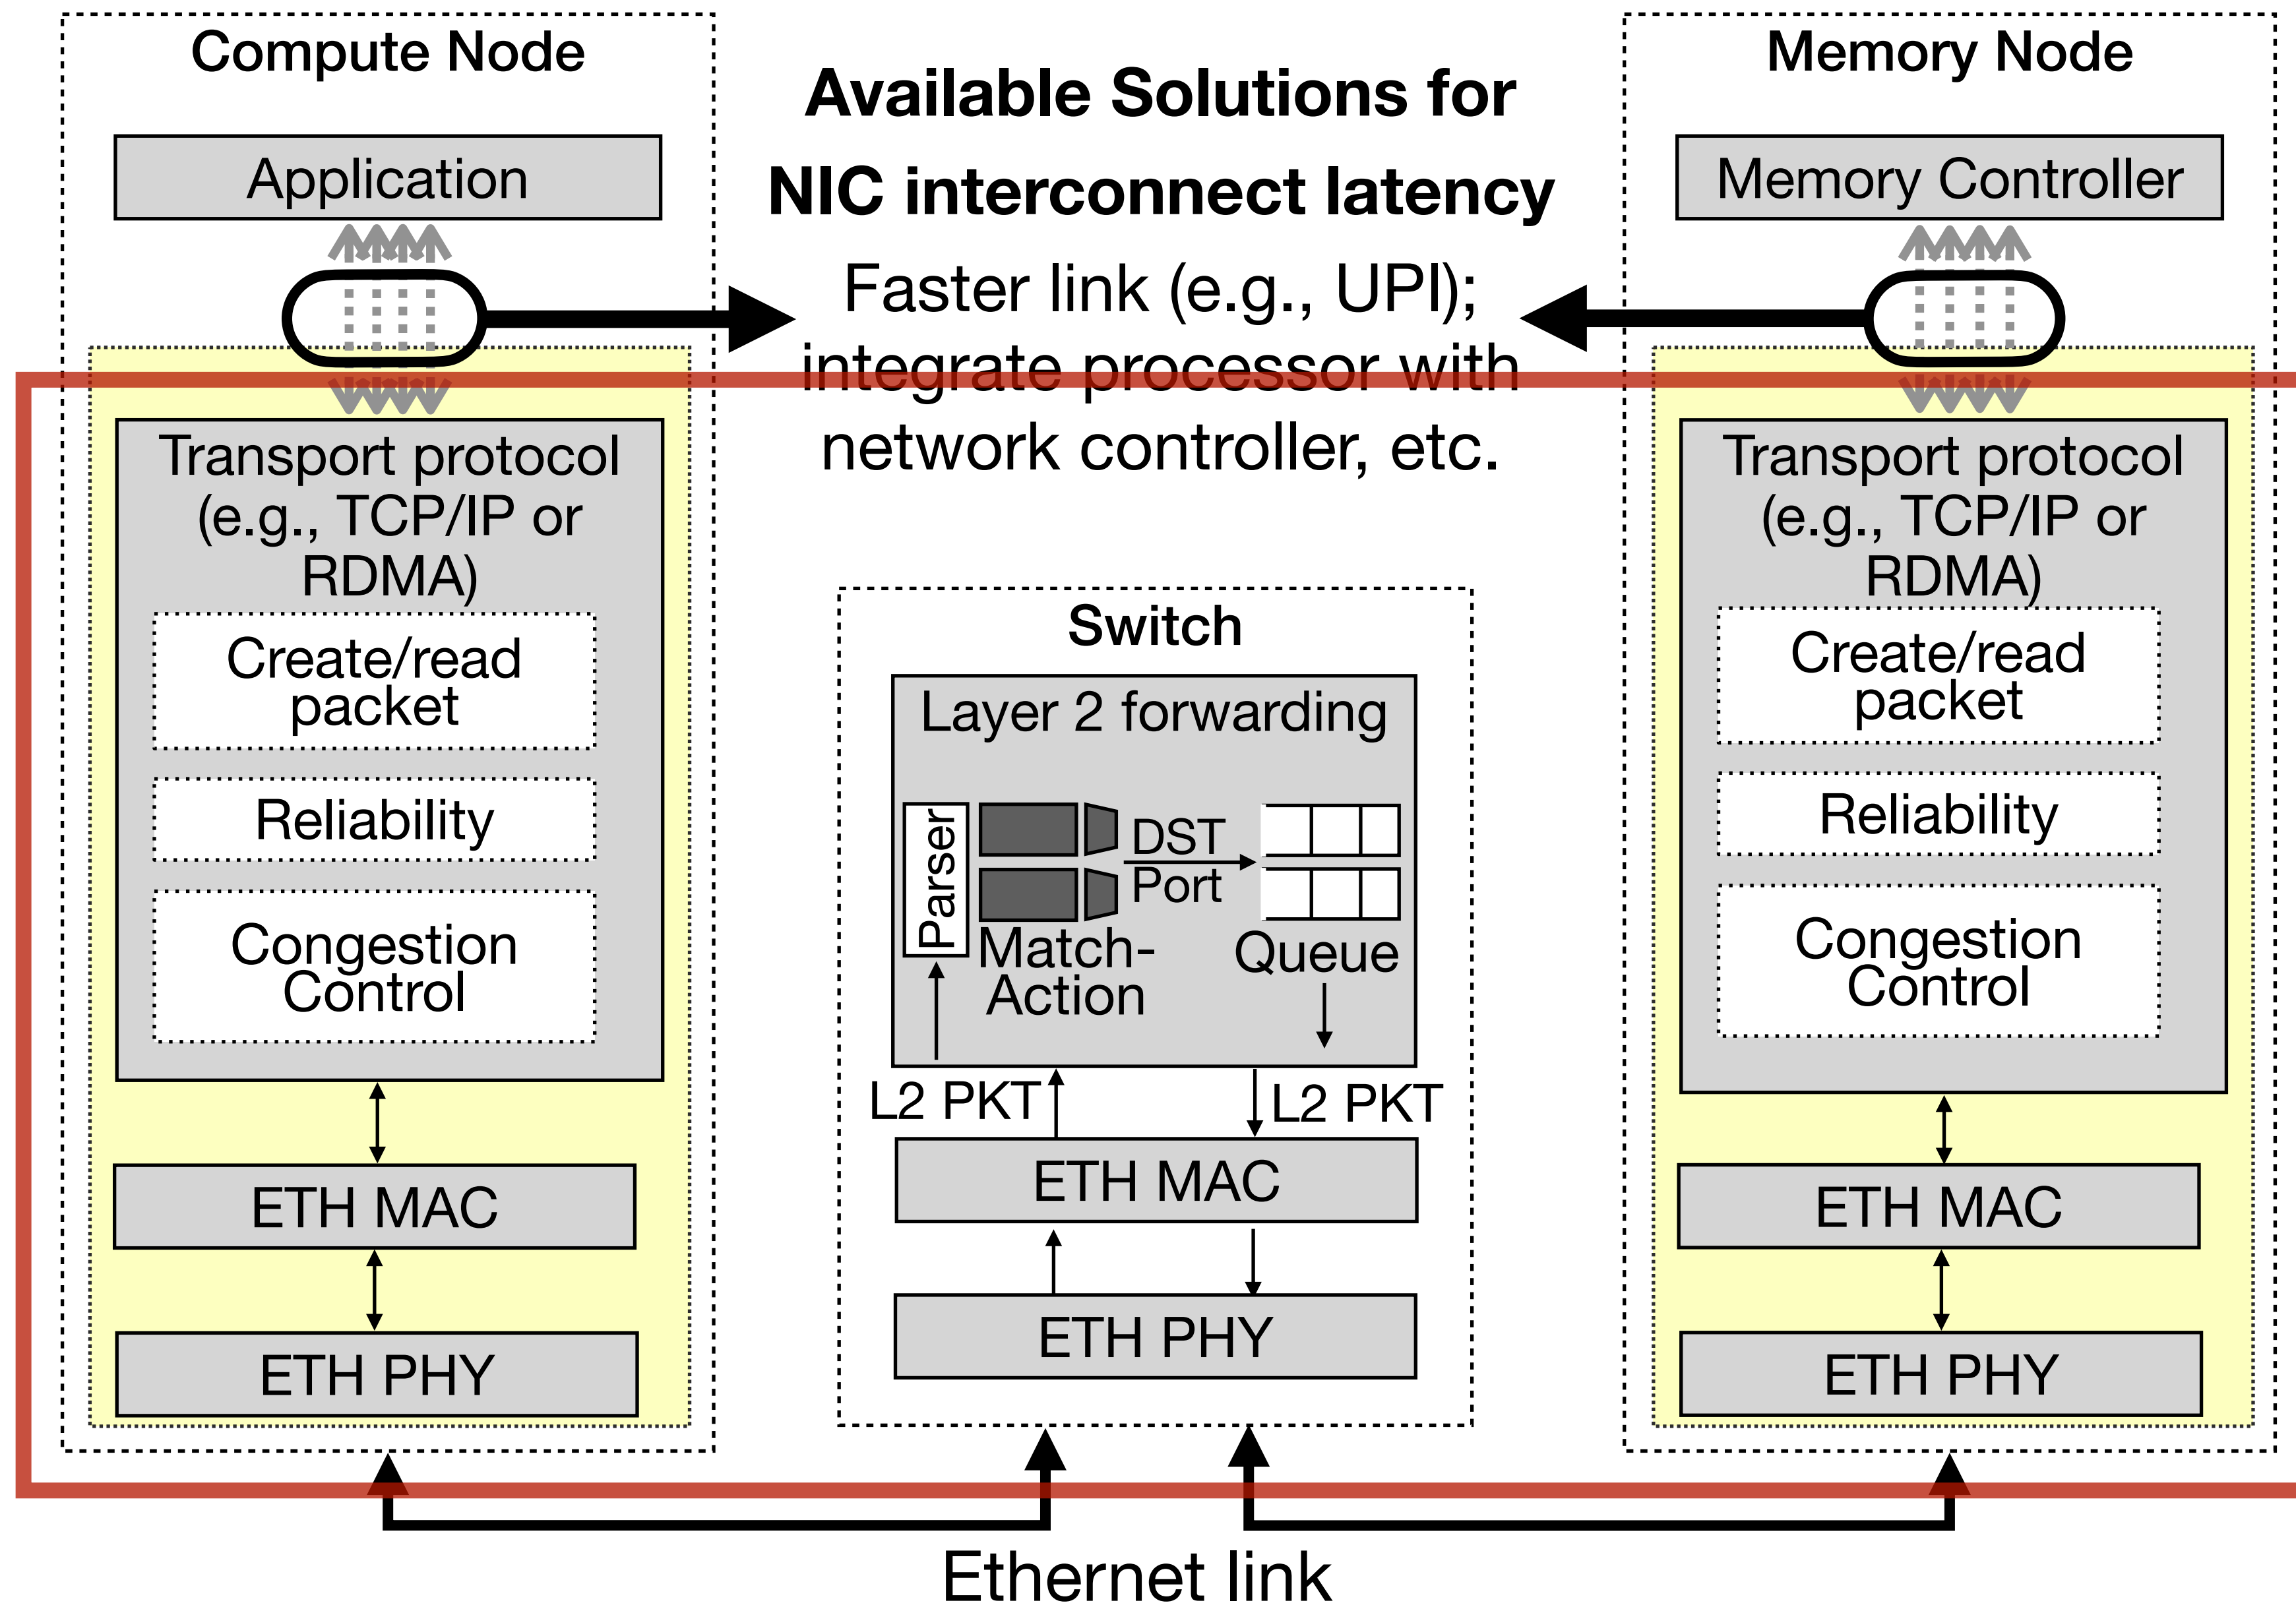 Compute Node
Application
Transport protocol
(e.g., TCP/IP or
RDMA)
Create/read
packet
Reliability
Congestion
Control
ETH MAC
ETH PHY
Available Solutions for
NIC interconnect latency
Faster link (e.g., UPI);
integrate processor with
network controller, etc.
Switch
Layer 2 forwarding
Parser
Match-
Action
DST
Port
Queue
L2 PKT
L2 PKT
ETH MAC
ETH PHY
Memory Node
Memory Controller
Transport protocol
(e.g., TCP/IP or
RDMA)
Create/read
packet
Reliability
Congestion
Control
ETH MAC
ETH PHY
Ethernet link